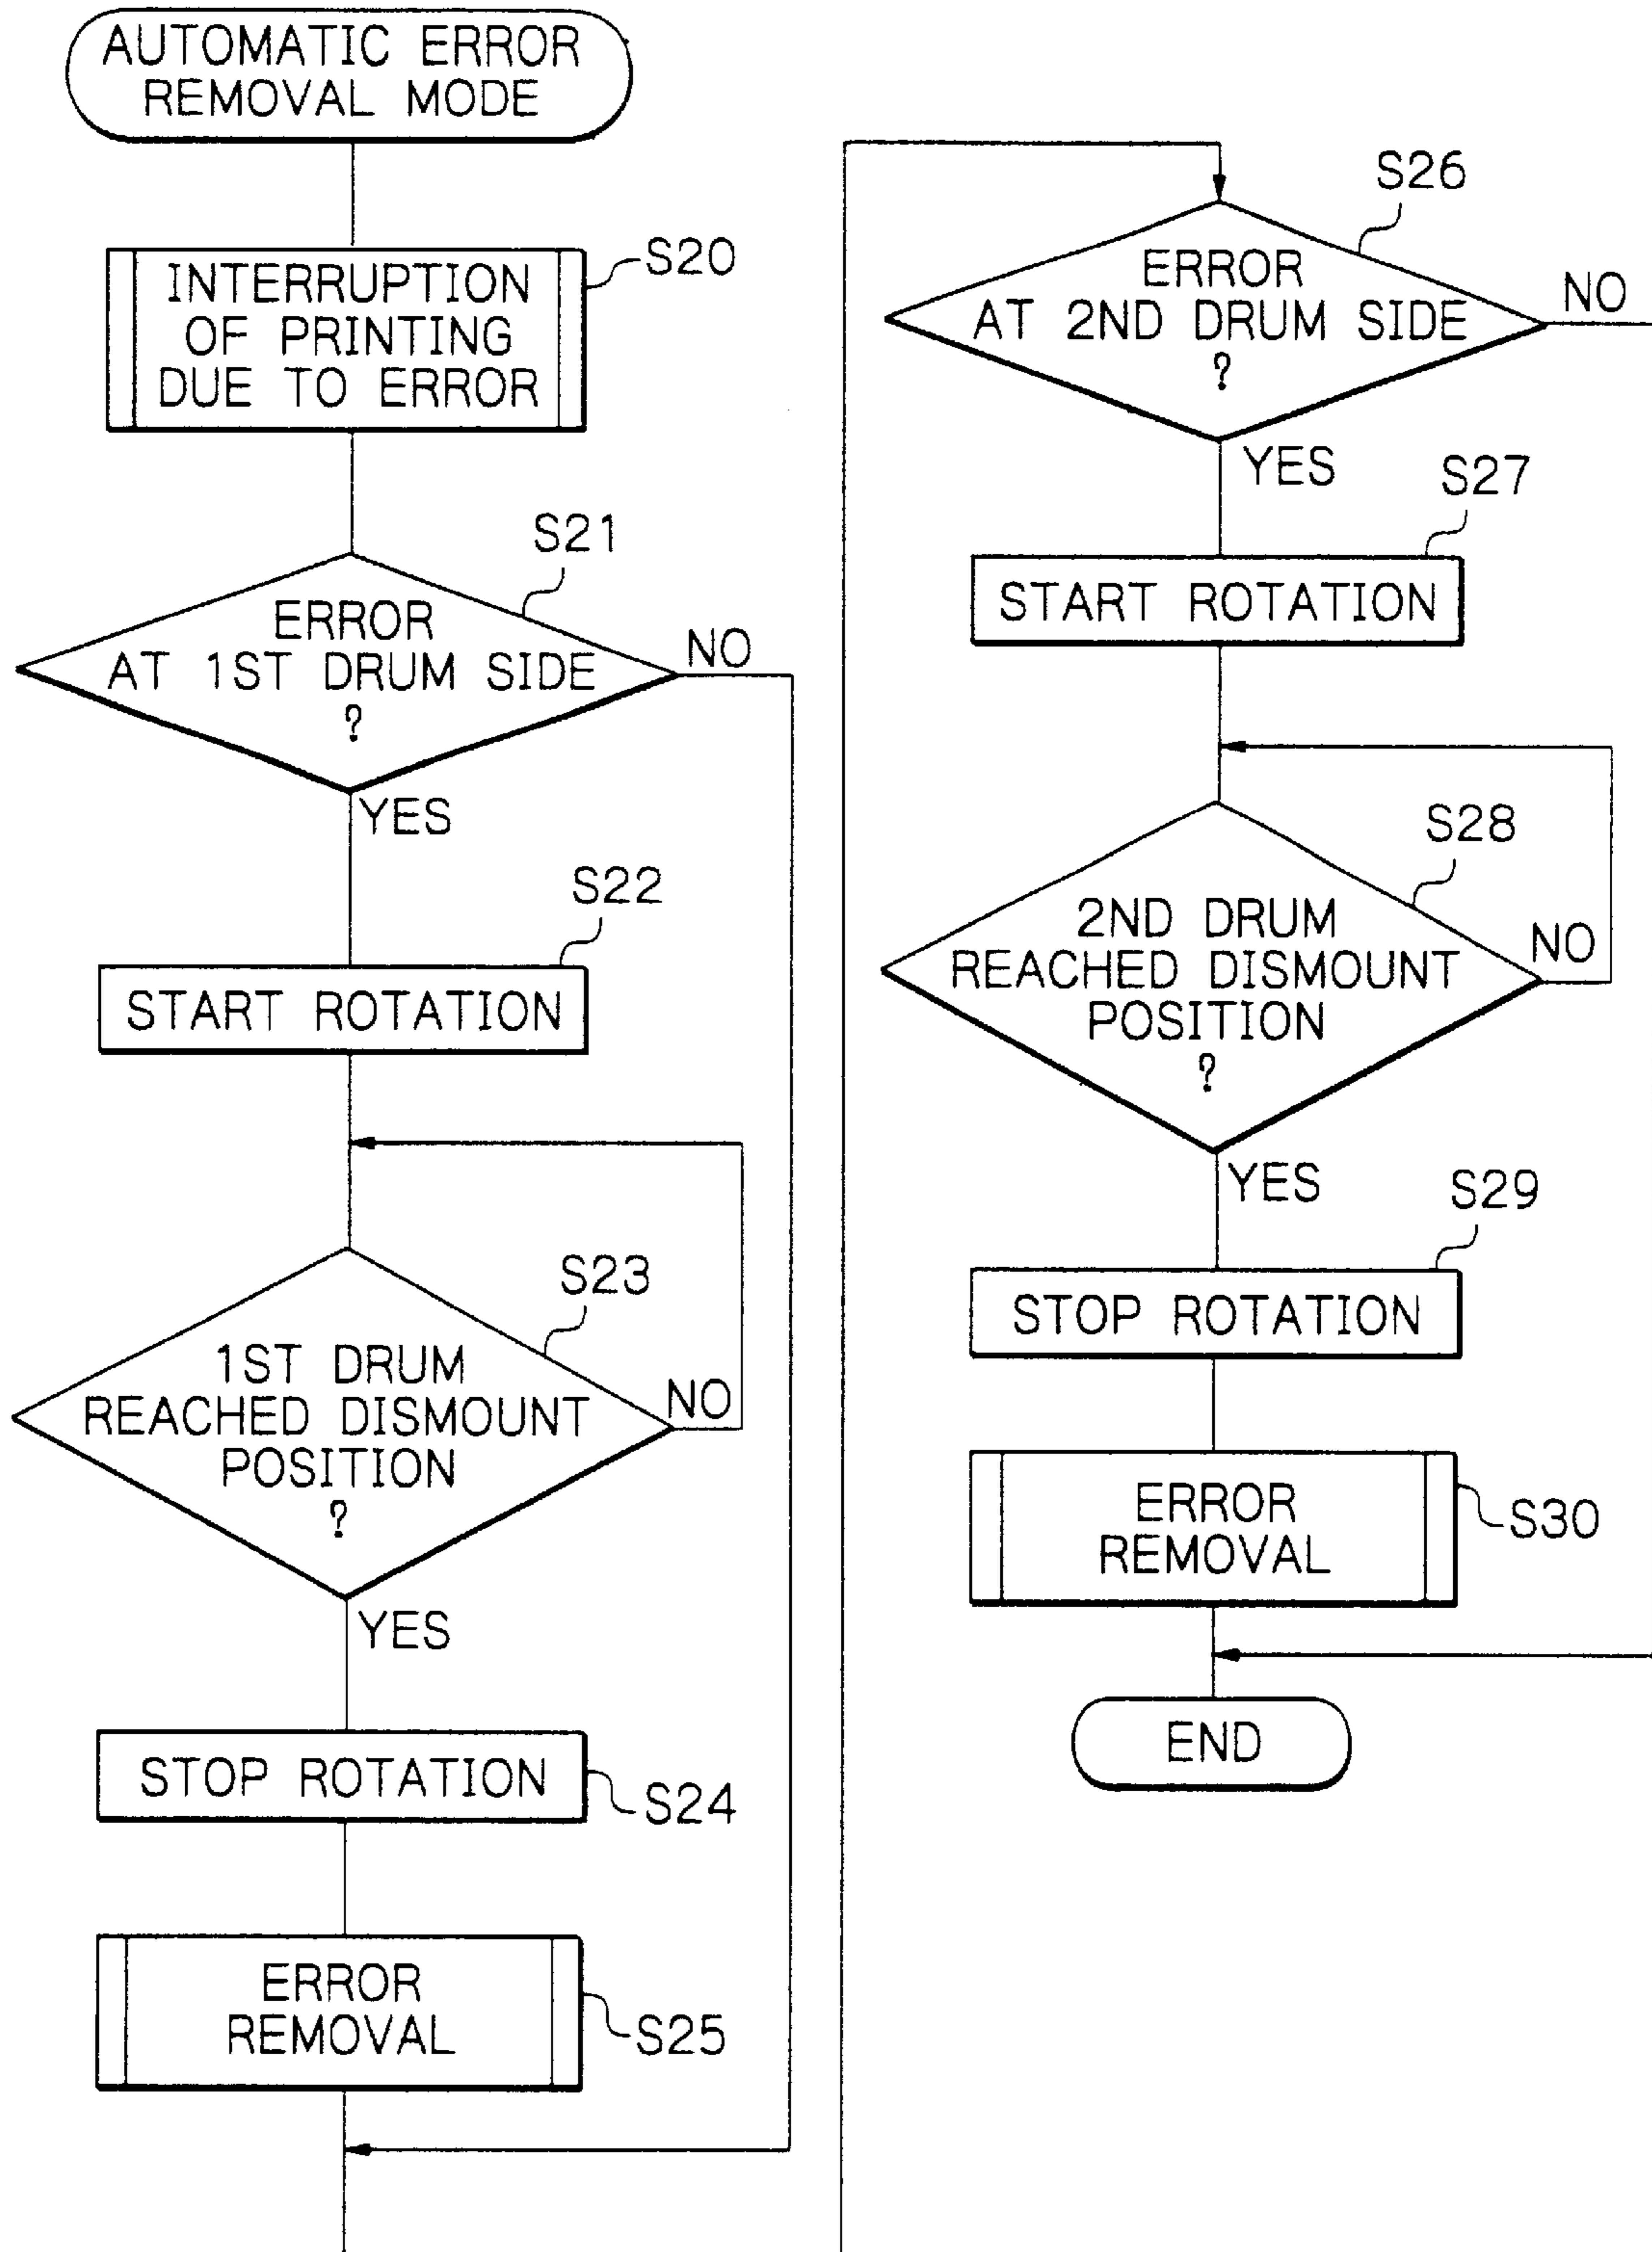 AUTOMATIC ERROR
REMOVAL MODE
INTERRUPTION
OF PRINTING
DUE TO ERROR
S20
S21
ERROR
AT 1ST DRUM SIDE
?
NO
YES
S22
START ROTATION
S23
1ST DRUM
REACHED DISMOUNT
POSITION
?
NO
YES
STOP ROTATION
S24
ERROR
REMOVAL
S25
S26
ERROR
AT 2ND DRUM SIDE
?
NO
YES
S27
START ROTATION
S28
2ND DRUM
REACHED DISMOUNT
POSITION
?
NO
YES
S29
STOP ROTATION
ERROR
REMOVAL
S30
END